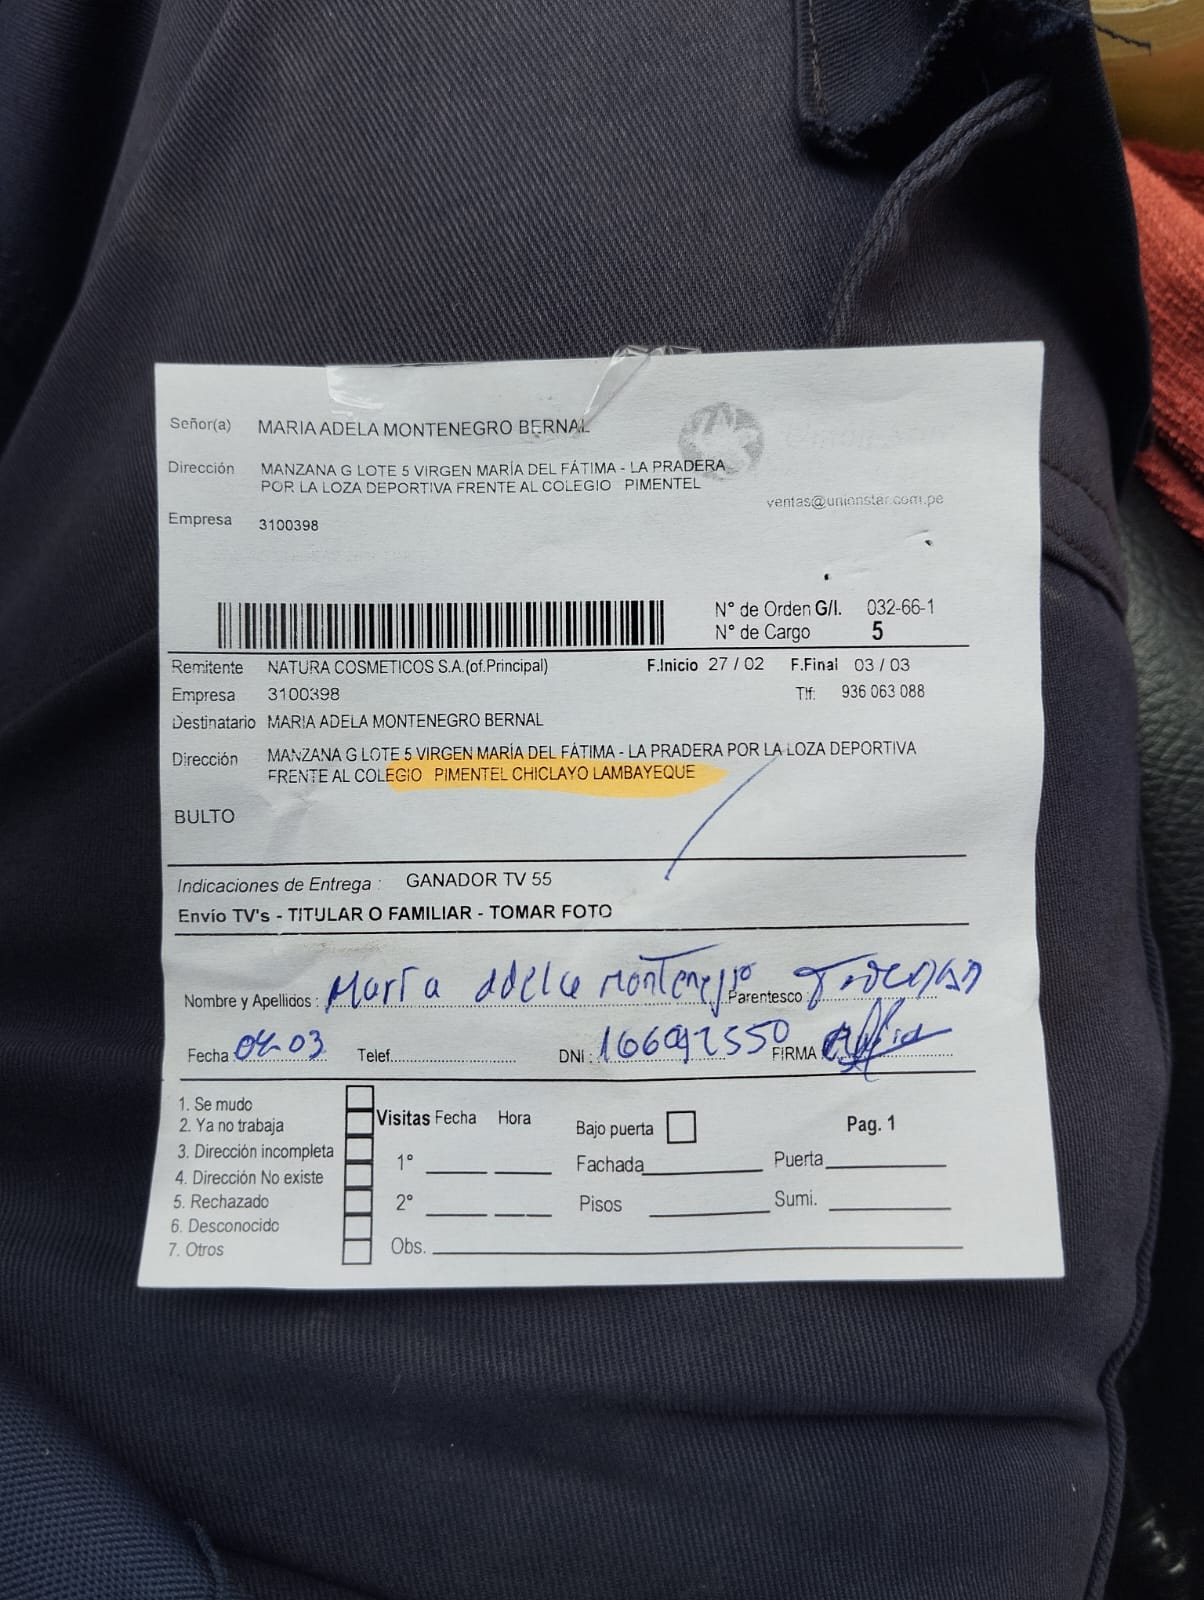 Señor(a) MARIA ADELA MONTENEGRO BERNAL
Dirección MANZANA G LOTE 5 VIRGEN MARÍA DEL FÁTIMA - LA PRADERA
POR LA LOZA DEPORTIVA FRENTE AL COLEGIO PIMENTEL
ventas@unionstar.com.pe
Empresa 3100398
N° de Orden G/I. 032-66-1
N° de Cargo 5
Remitente NATURA COSMETICOS S.A.(of.Principal) F.Inicio 27 / 02 F.Final 03 / 03
Empresa 3100398 Tlf: 936 063 088
Destinatario MARIA ADELA MONTENEGRO BERNAL
Dirección MANZANA G LOTE 5 VIRGEN MARÍA DEL FÁTIMA - LA PRADERA POR LA LOZA DEPORTIVA
FRENTE AL COLEGIO PIMENTEL CHICLAYO LAMBAYEQUE
BULTO
Indicaciones de Entrega : GANADOR TV 55
Envío TV's - TITULAR O FAMILIAR - TOMAR FOTO
Nombre y Apellidos : María adela montenegro Parentesco :
Fecha 04-03 Telef. DNI : 16692550 FIRMA
1. Se mudo
2. Ya no trabaja
3. Dirección incompleta
4. Dirección No existe
5. Rechazado
6. Desconocido
7. Otros
Visitas Fecha Hora Bajo puerta Pag. 1
1° Fachada Puerta
2° Pisos Sumi.
Obs.